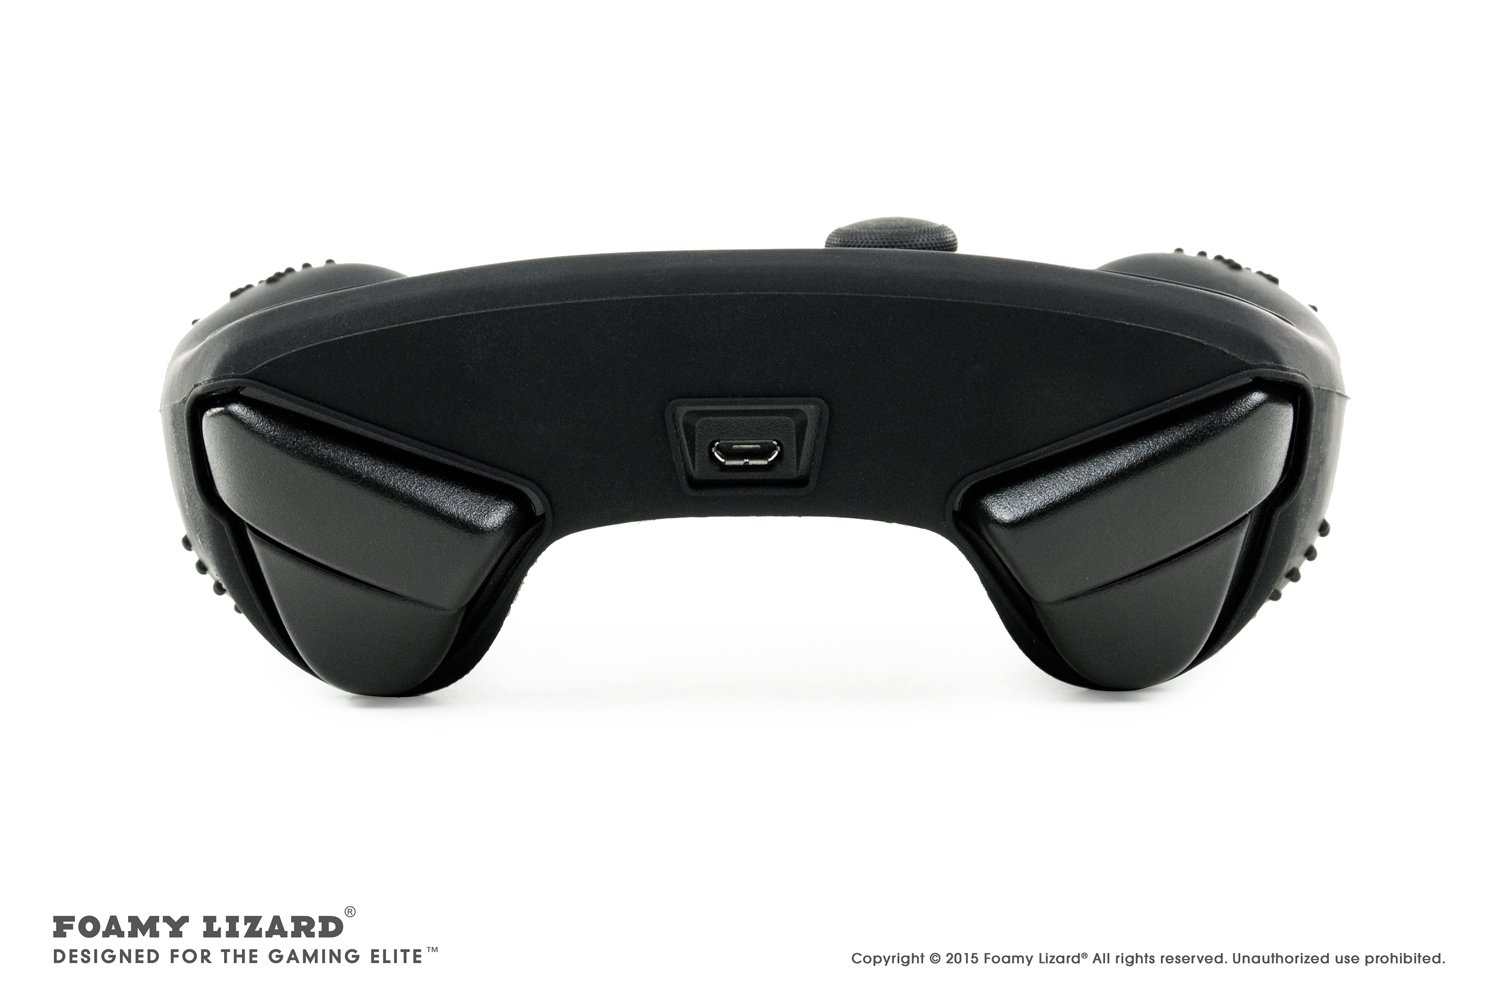 FOAMY LIZARD®
DESIGNED FOR THE GAMING ELITE™
Copyright © 2015 Foamy Lizard® All rights reserved. Unauthorized use prohibited.